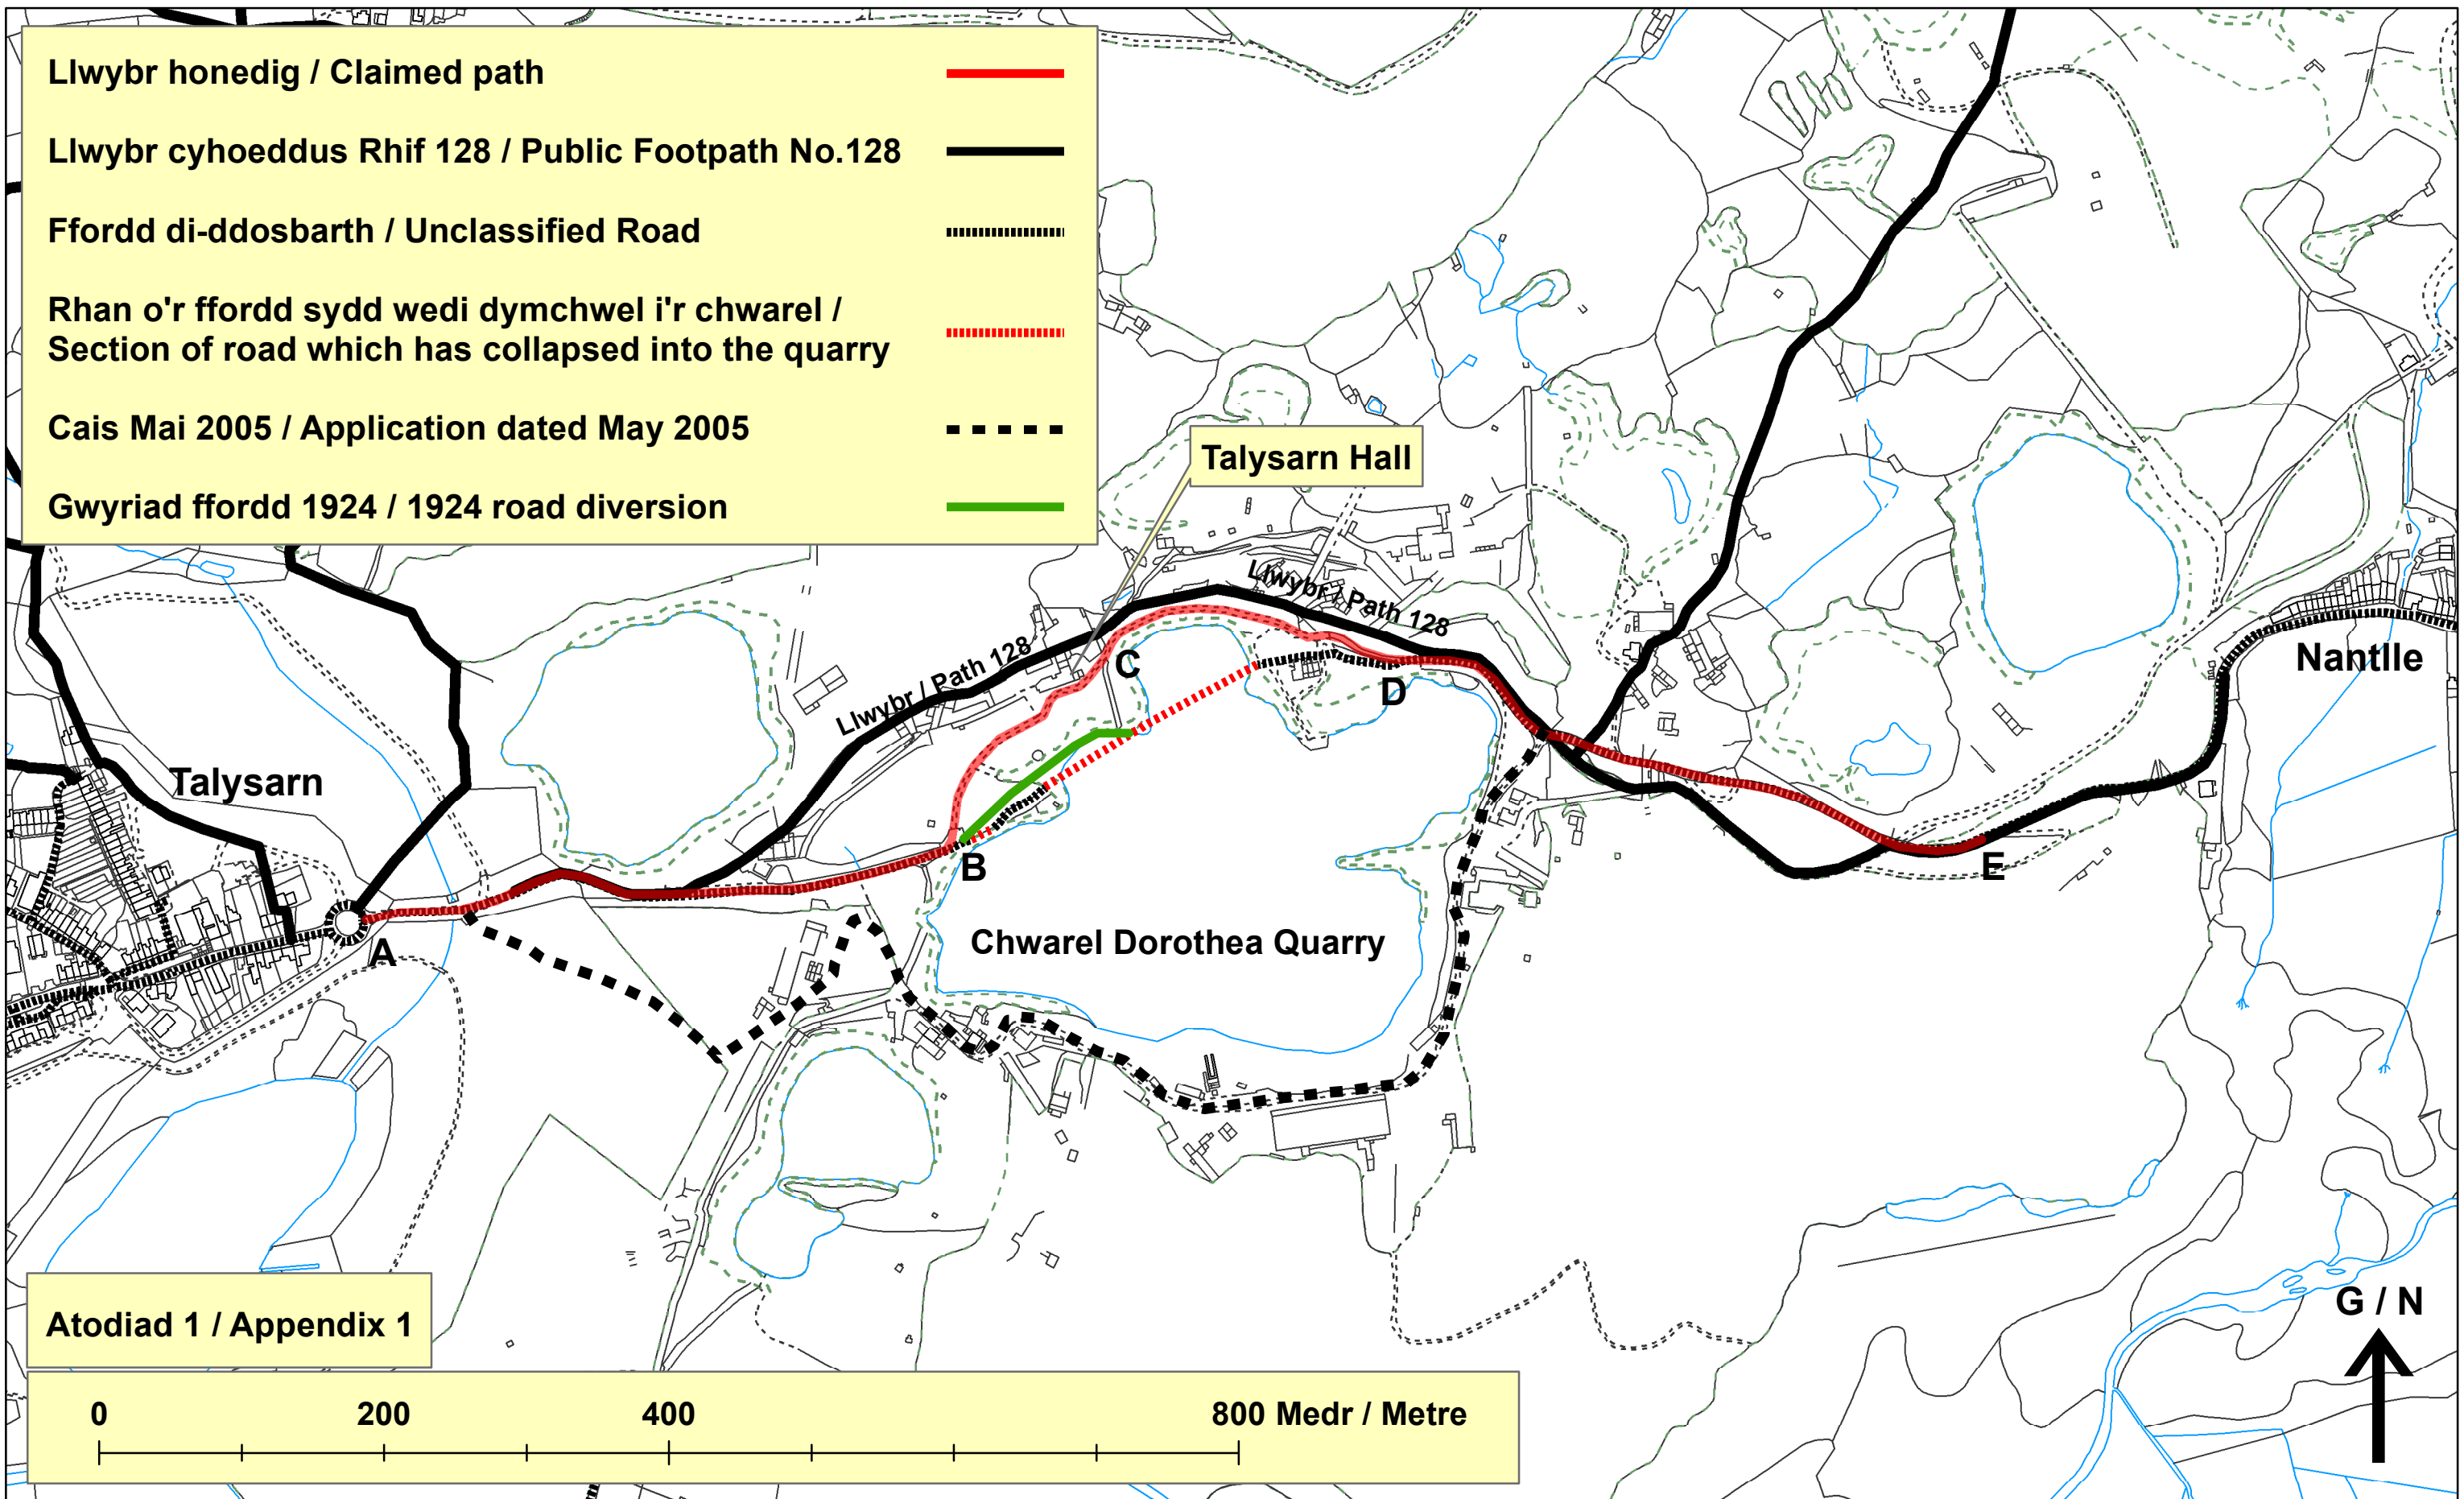 Llwybr honedig / Claimed path
Llwybr cyhoeddus Rhif 128 / Public Footpath No.128
Ffordd di-ddosbarth / Unclassified Road
Rhan o'r ffordd sydd wedi dymchwel i'r chwarel /
Section of road which has collapsed into the quarry
Cais Mai 2005 / Application dated May 2005
Gwyriad ffordd 1924 / 1924 road diversion
Talysarn Hall
Llwybr / Path 128
Llwybr / Path 128
C
D
Nantlle
Talysarn
B
E
A
Chwarel Dorothea Quarry
G / N
Atodiad 1 / Appendix 1
0 200 400 800 Medr / Metre